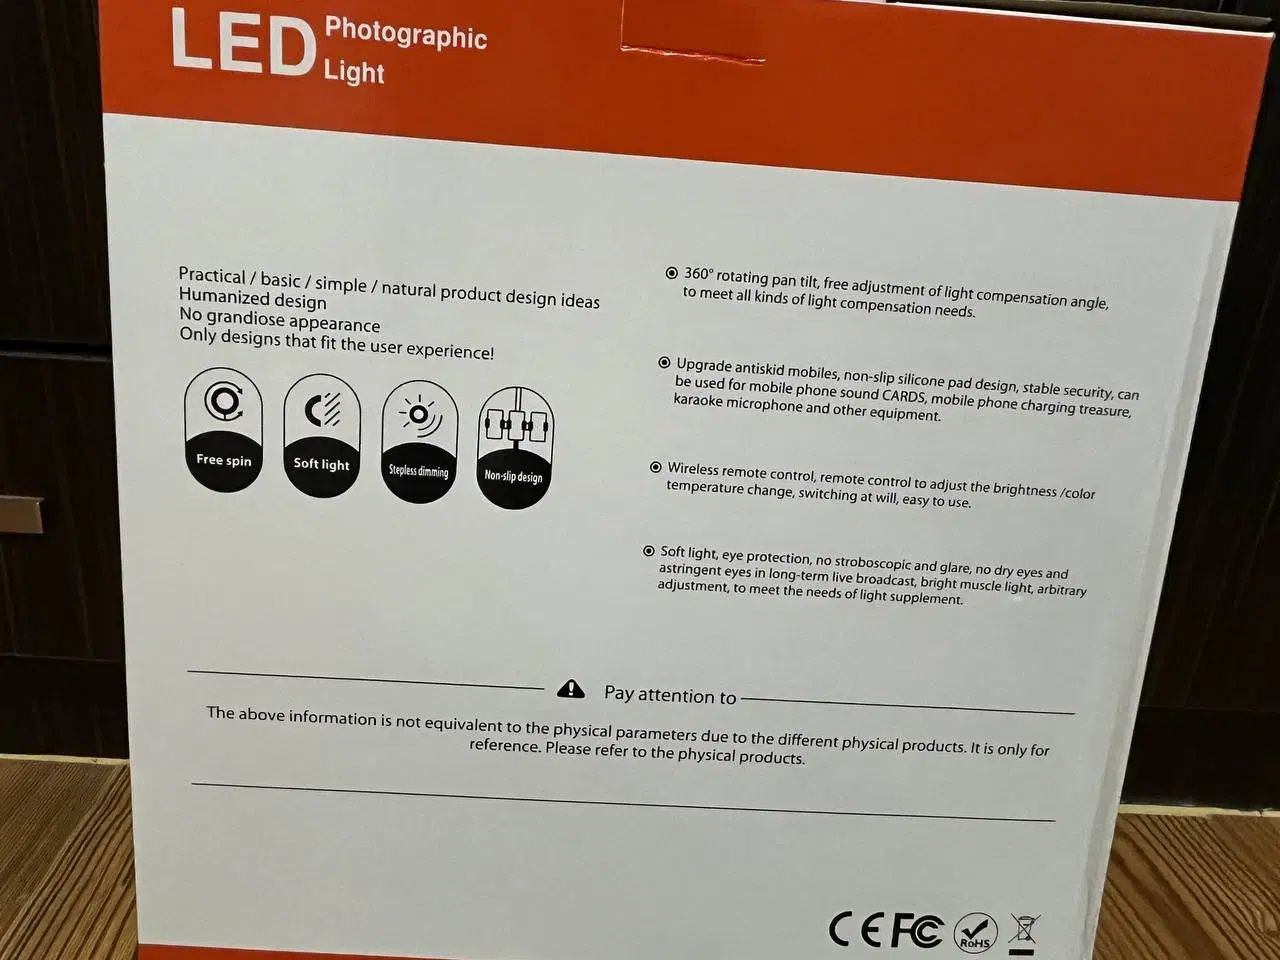 LED Photographic
Light
Practical / basic / simple / natural product design ideas
Humanized design
No grandiose appearance
Only designs that fit the user experience!
Free spin
Soft light
Stepless dimming
Non-slip design
360° rotating pan tilt, free adjustment of light compensation angle,
to meet all kinds of light compensation needs.
Upgrade antiskid mobiles, non-slip silicone pad design, stable security, can
be used for mobile phone sound CARDS, mobile phone charging treasure,
karaoke microphone and other equipment.
Wireless remote control, remote control to adjust the brightness /color
temperature change, switching at will, easy to use.
Soft light, eye protection, no stroboscopic and glare, no dry eyes and
astringent eyes in long-term live broadcast, bright muscle light, arbitrary
adjustment, to meet the needs of light supplement.
Pay attention to
The above information is not equivalent to the physical parameters due to the different physical products. It is only for
reference. Please refer to the physical products.
CE FC RoHS